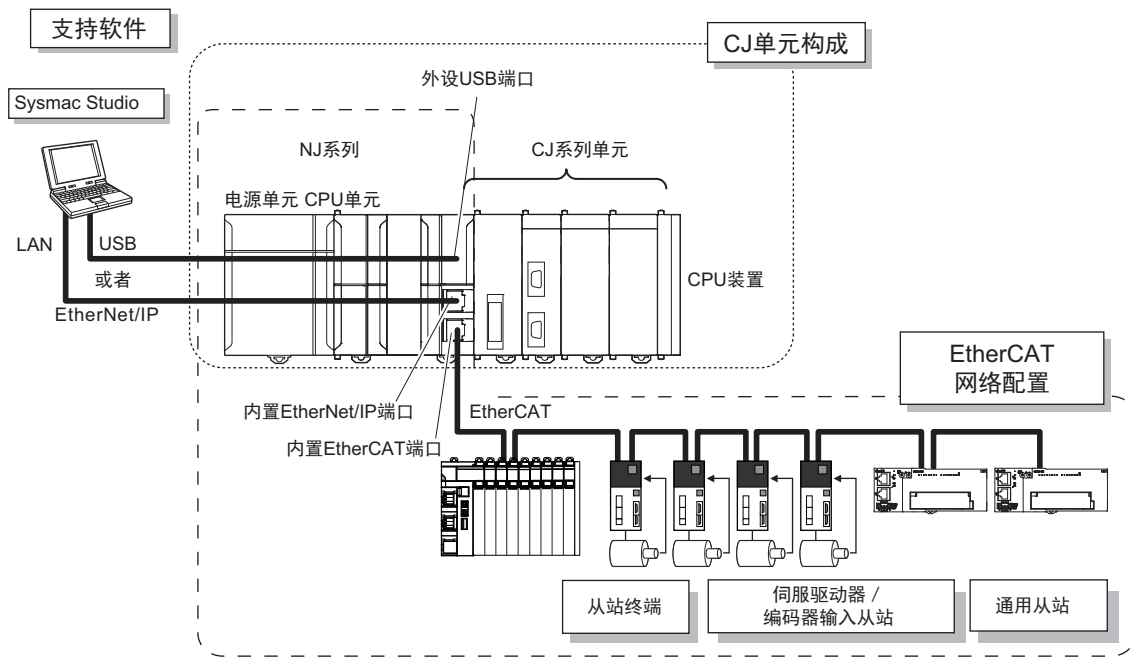 支持软件
CJ单元构成
外设USB端口
Sysmac Studio
NJ系列
CJ系列单元
电源单元 CPU单元
LAN
USB
或者
EtherNet/IP
CPU装置
EtherCAT
网络配置
内置EtherNet/IP端口
EtherCAT
内置EtherCAT端口
从站终端
伺服驱动器 /
编码器输入从站
通用从站